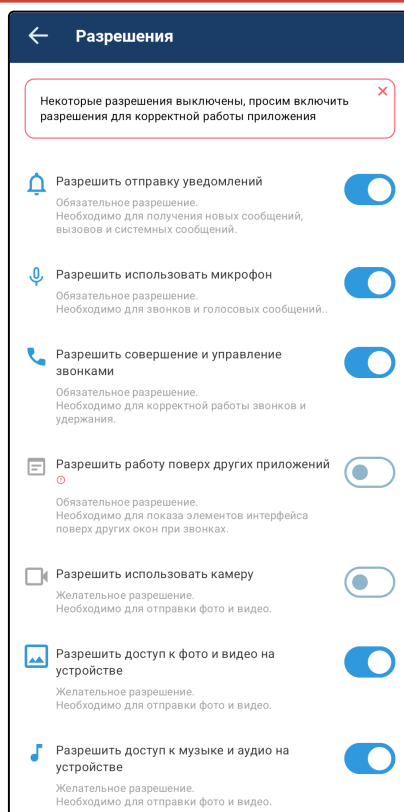 Разрешения
Некоторые разрешения выключены, просим включить
разрешения для корректной работы приложения
Разрешить отправку уведомлений
Обязательное разрешение.
Необходимо для получения новых сообщений,
вызовов и системных сообщений.
Разрешить использовать микрофон
Обязательное разрешение.
Необходимо для звонков и голосовых сообщений..
Разрешить совершение и управление
звонками
Обязательное разрешение.
Необходимо для корректной работы звонков и
удержания.
Разрешить работу поверх других приложений
Обязательное разрешение.
Необходимо для показа элементов интерфейса
поверх других окон при звонках.
Разрешить использовать камеру
Желательное разрешение.
Необходимо для отправки фото и видео.
Разрешить доступ к фото и видео на
устройстве
Желательное разрешение.
Необходимо для отправки фото и видео.
Разрешить доступ к музыке и аудио на
устройстве
Желательное разрешение.
Необходимо для отправки фото и видео.